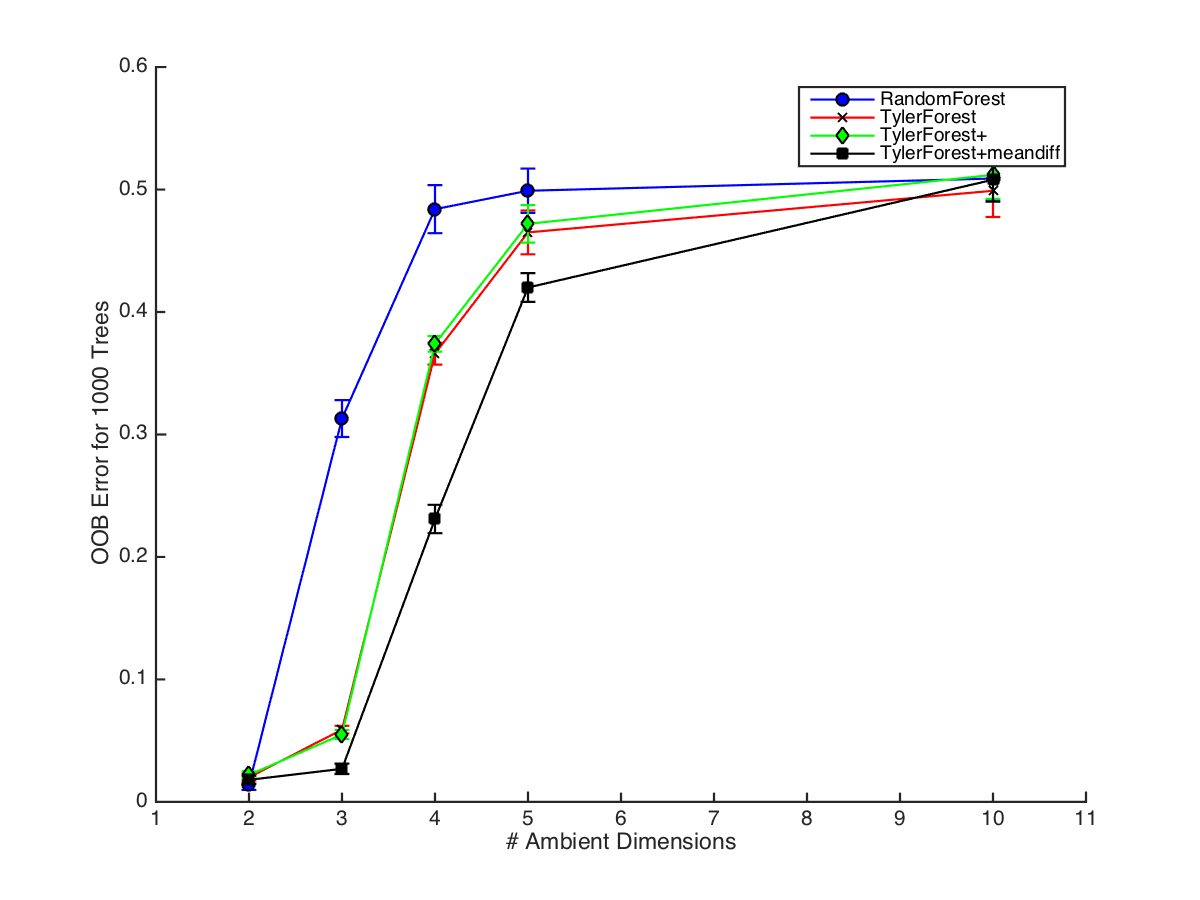 0.6
0.5
0.4
0.3
0.2
0.1
0
OOB Error for 1000 Trees
RandomForest
TylerForest
TylerForest+
TylerForest+meandiff
1 2 3 4 5 6 7 8 9 10 11
# Ambient Dimensions